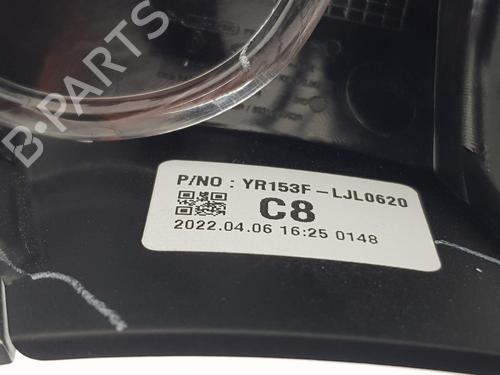 B-PARTS
P/NO : YR153F-LJL0620
C8
2022.04.06 16:25 0148